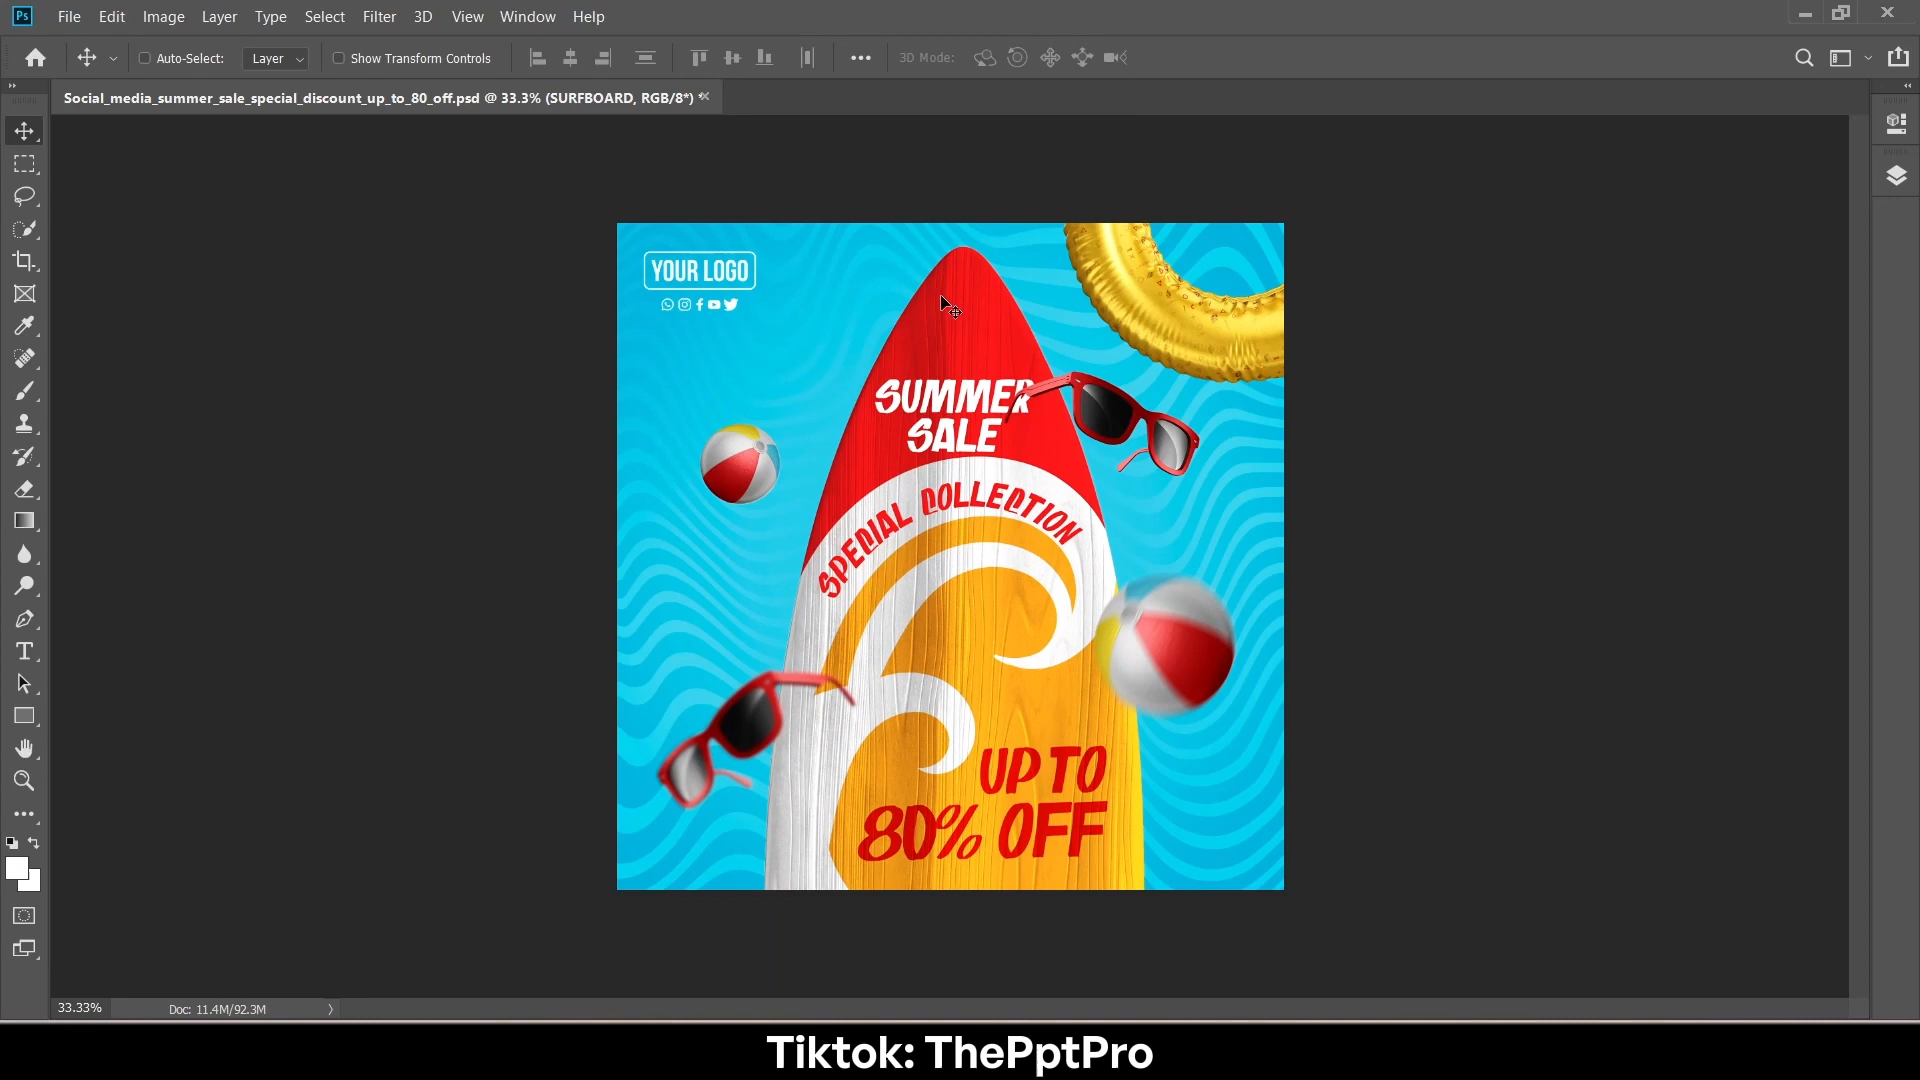 Ps File Edit Image Layer Type Select Filter 3D View Window Help
Auto-Select: Layer Show Transform Controls 3D Mode:
Social_media_summer_sale_special_discount_up_to_80_off.psd @ 33.3% (SURFBOARD, RGB/8*) *
YOUR LOGO
SUMMER
SALE
SPECIAL COLLECTION
UP TO
80% OFF
33.33% Doc: 11.4M/92.3M
Tiktok: ThePptPro